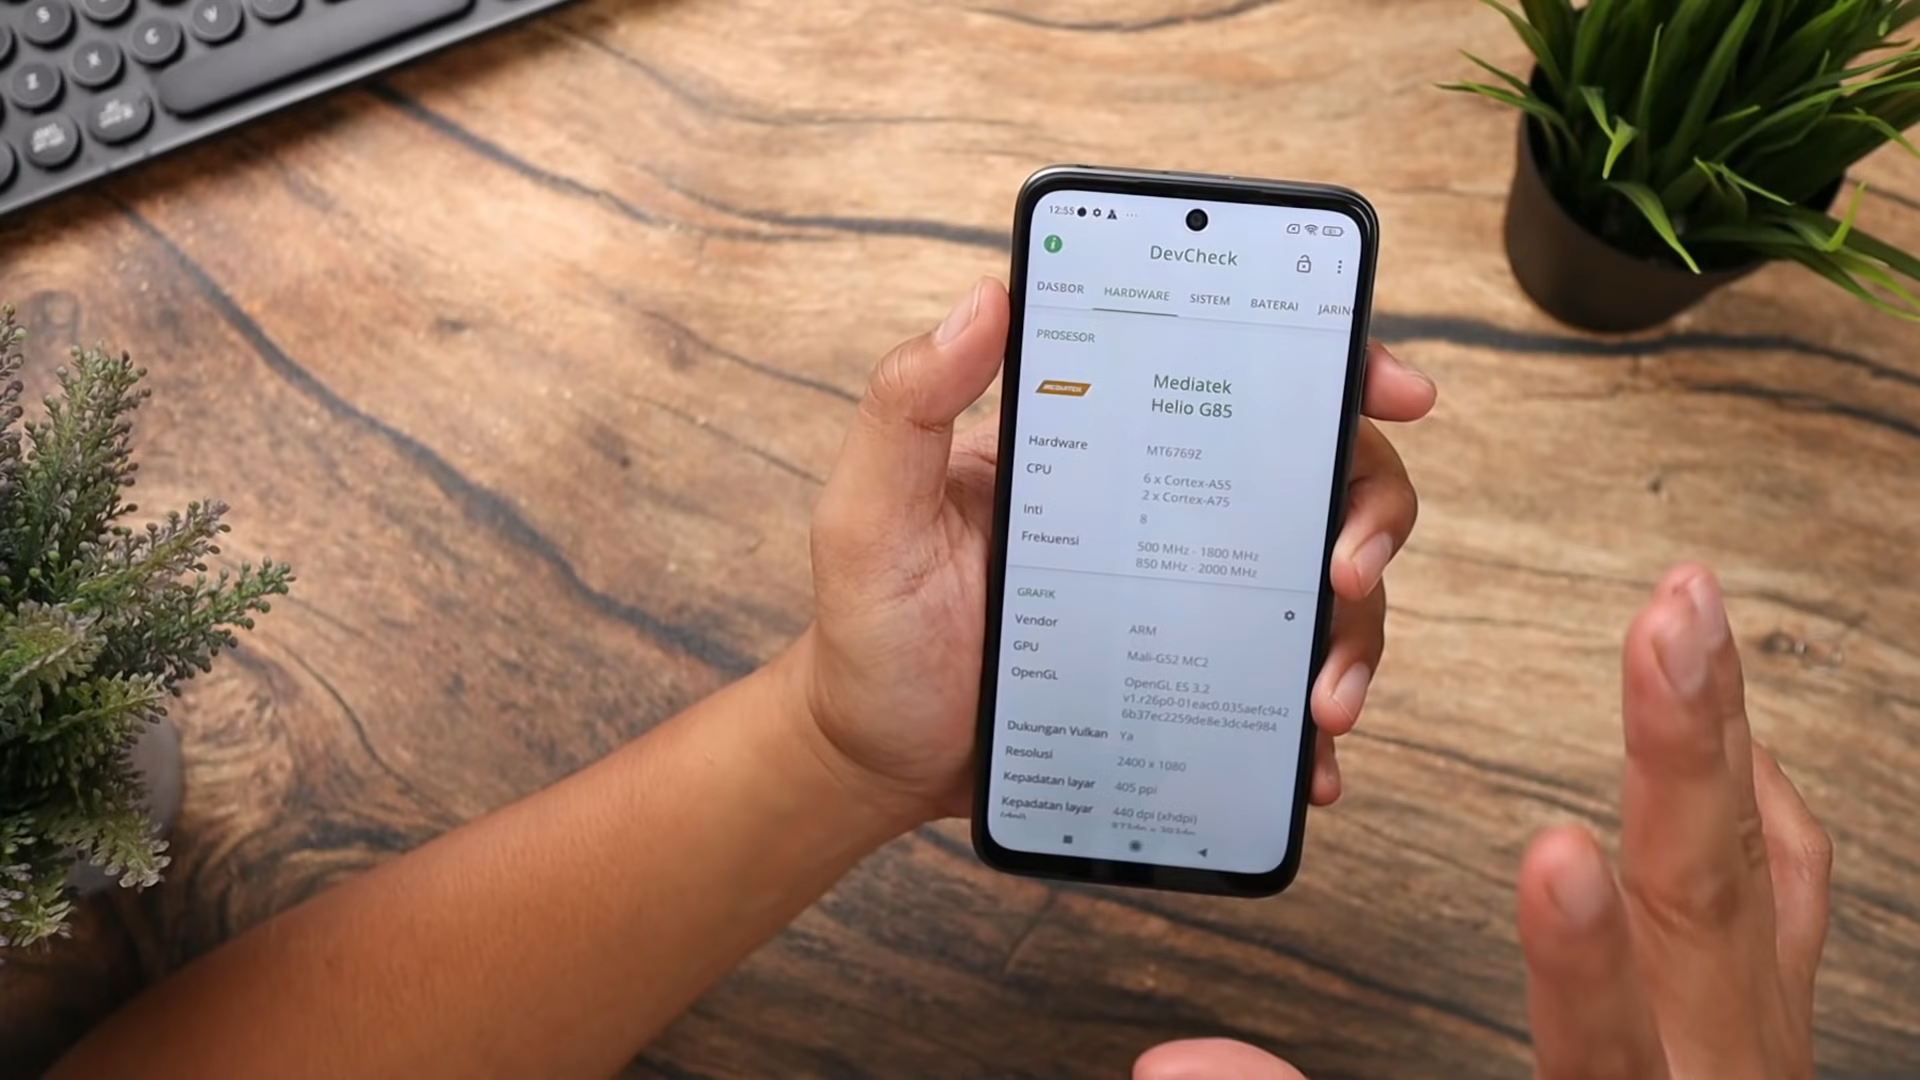 S
C
V
Z
X
12:55
DevCheck
DASBOR HARDWARE SISTEM BATERAI JARIN
PROSESOR
MEDIATEK
Mediatek
Helio G85
Hardware MT6769Z
CPU 6 x Cortex-A55
2 x Cortex-A75
Inti 8
Frekuensi 500 MHz - 1800 MHz
850 MHz - 2000 MHz
GRAFIK
Vendor ARM
GPU Mali-G52 MC2
OpenGL OpenGL ES 3.2
v1.r26p0-01eac0.035aefc942
6b37ec2259de8e3dc4e984
Dukungan Vulkan Ya
Resolusi 2400 x 1080
Kepadatan layar 405 ppi
Kepadatan layar 440 dpi (xhdpi)